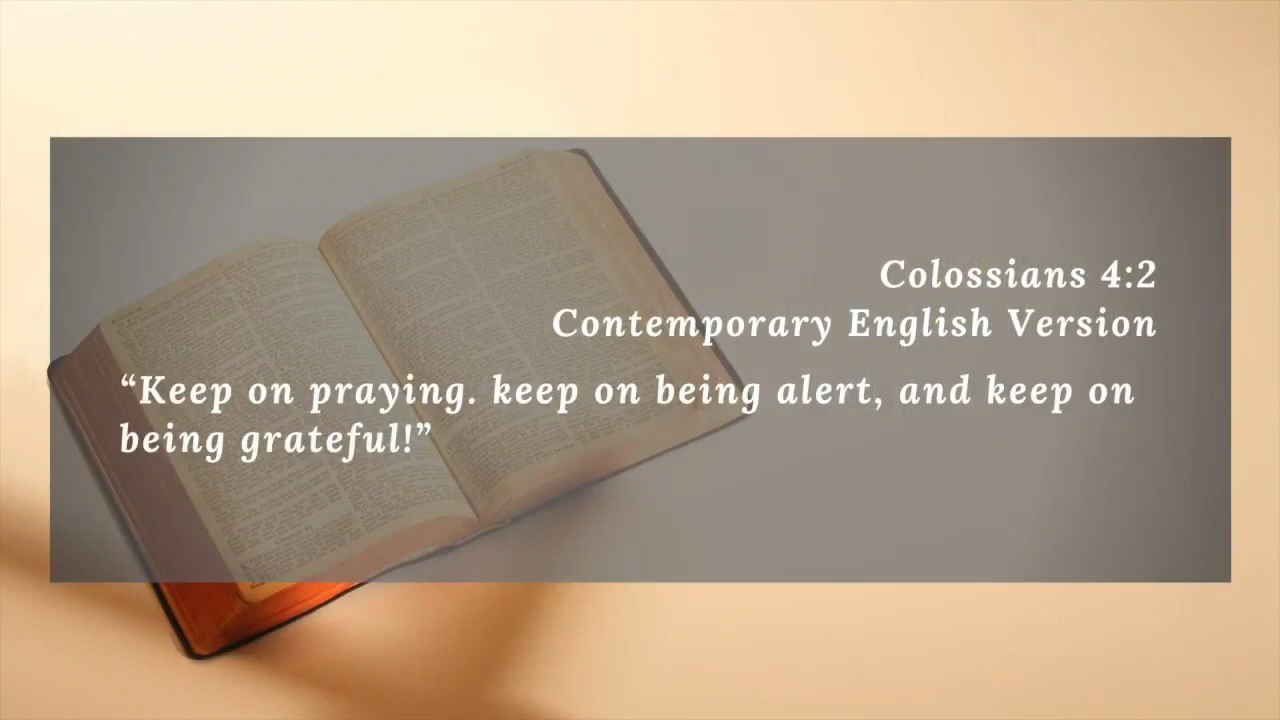 Colossians 4:2
Contemporary English Version
“Keep on praying. keep on being alert, and keep on
being grateful!”